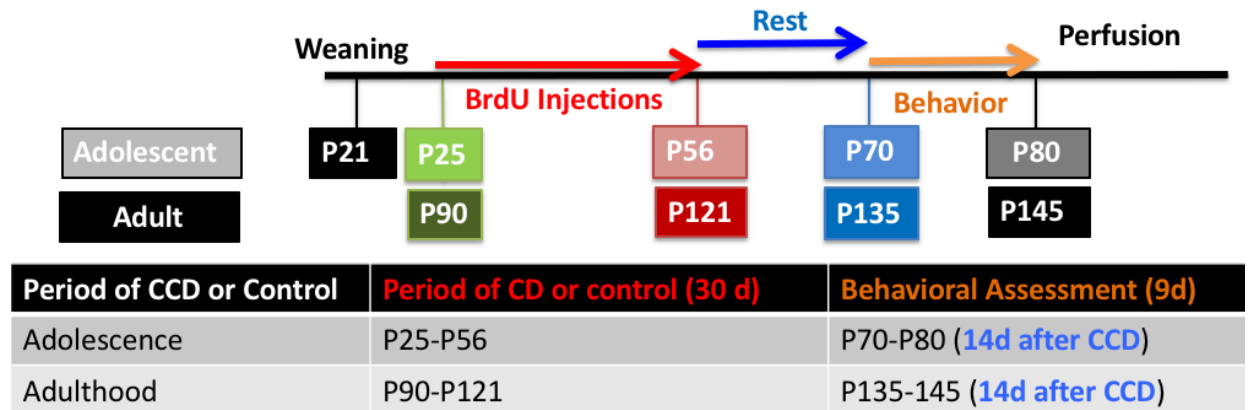 Rest
Weaning
Perfusion
BrdU Injections
Behavior
Adolescent P21 P25 P56 P70 P80
Adult P90 P121 P135 P145
Period of CCD or Control Period of CD or control (30 d) Behavioral Assessment (9d)
Adolescence P25-P56 P70-P80 (14d after CCD)
Adulthood P90-P121 P135-145 (14d after CCD)